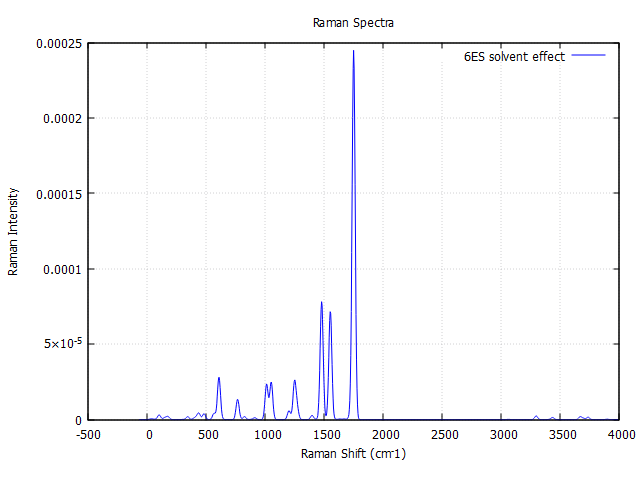 Raman Spectra
6ES solvent effect
0.00025
0.0002
0.00015
0.0001
5×10⁻⁵
0
-500 0 500 1000 1500 2000 2500 3000 3500 4000
Raman Shift (cm-1)
Raman Intensity